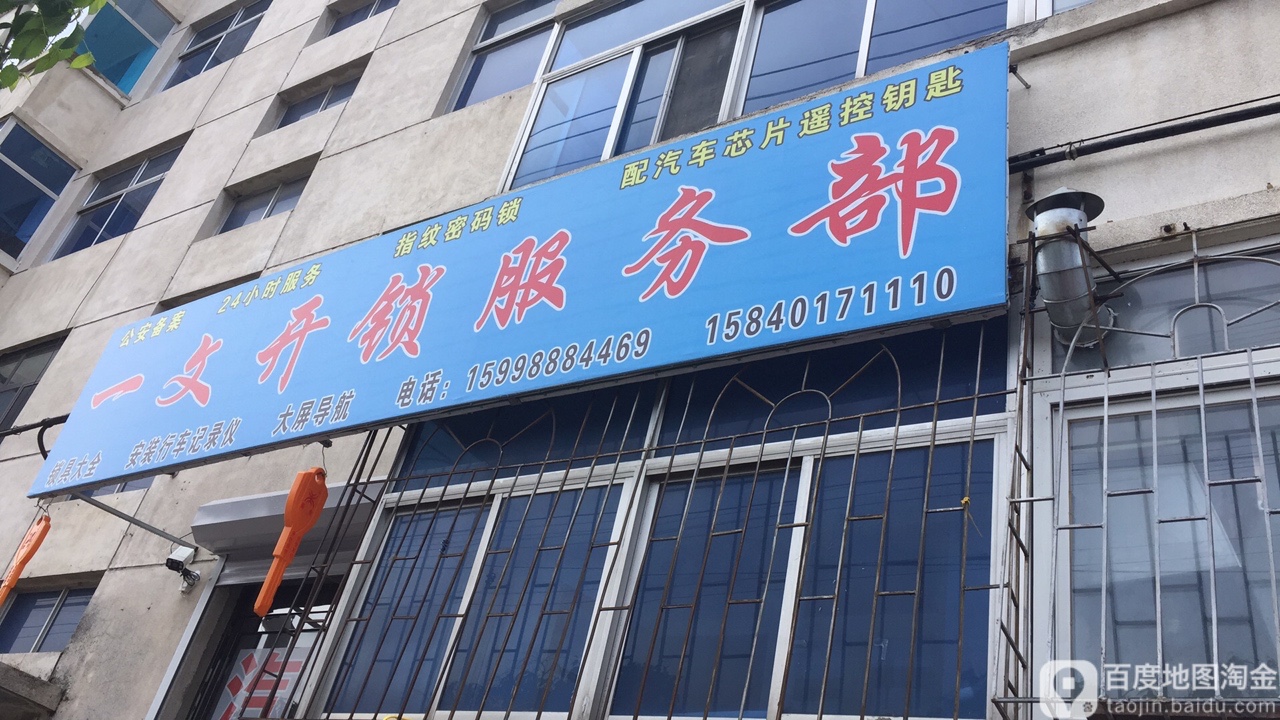 公安备案 24小时服务 指纹密码锁 配汽车芯片遥控钥匙
一文开锁服务部
锁具大全 安装行车记录仪 大屏导航 电话：15998884469 15840171110
汽
百度地图淘金
taojin.baidu.com